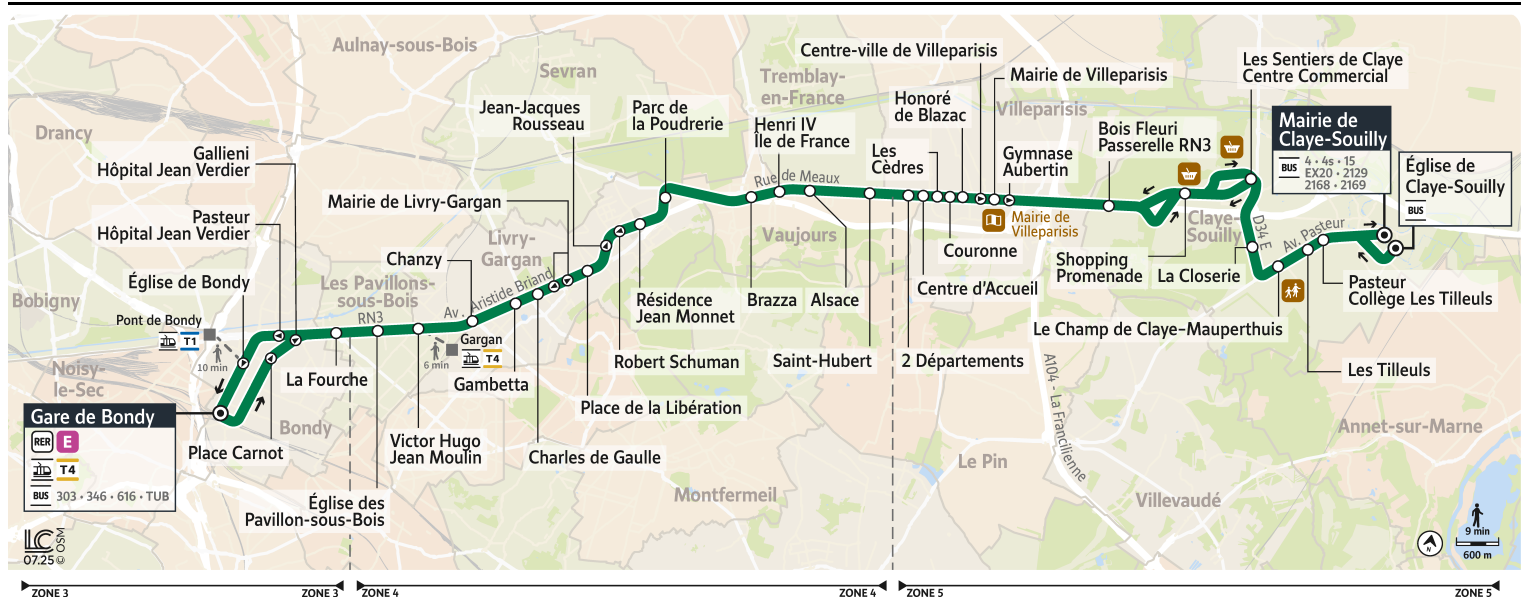 Aulnay-sous-Bois
Sevran
Tremblay-
en-France
Villeparisis
Drancy
Bobigny
Noisy-
le-Sec
Bondy
Les Pavillons-
sous-Bois
Livry-
Gargan
Vaujours
Montfermeil
Le Pin
Claye-
Souilly
Villevaudé
Annet-sur-Marne
Gallieni
Hôpital Jean Verdier
Pasteur
Hôpital Jean Verdier
Église de Bondy
Pont de Bondy
T1
10 min
Gare de Bondy
RER E
T4
BUS 303 • 346 • 616 • TUB
Place Carnot
La Fourche
RN3
Église des
Pavillon-sous-Bois
Victor Hugo
Jean Moulin
Chanzy
Av. Aristide Briand
Gargan
T4
6 min
Gambetta
Charles de Gaulle
Mairie de Livry-Gargan
Place de la Libération
Jean-Jacques
Rousseau
Robert Schuman
Résidence
Jean Monnet
Parc de
la Poudrerie
Brazza
Rue de Meaux
Henri IV
Île de France
Alsace
Saint-Hubert
2 Départements
Les
Cèdres
Centre d'Accueil
Honoré
de Blazac
Couronne
Centre-ville de Villeparisis
Mairie de Villeparisis
Mairie de
Villeparisis
Gymnase
Aubertin
Bois Fleuri
Passerelle RN3
Shopping
Promenade
Les Sentiers de Claye
Centre Commercial
La Closerie
D34E
Le Champ de Claye–Mauperthuis
Av. Pasteur
Les Tilleuls
Pasteur
Collège Les Tilleuls
Mairie de
Claye-Souilly
BUS
4 • 4s • 15
EX20 • 2129
2168 • 2169
Église de
Claye-Souilly
BUS
A104 - La Francilienne
LC
07.25 © OSM
N
9 min
600 m
ZONE 3
ZONE 3
ZONE 4
ZONE 4
ZONE 5
ZONE 5